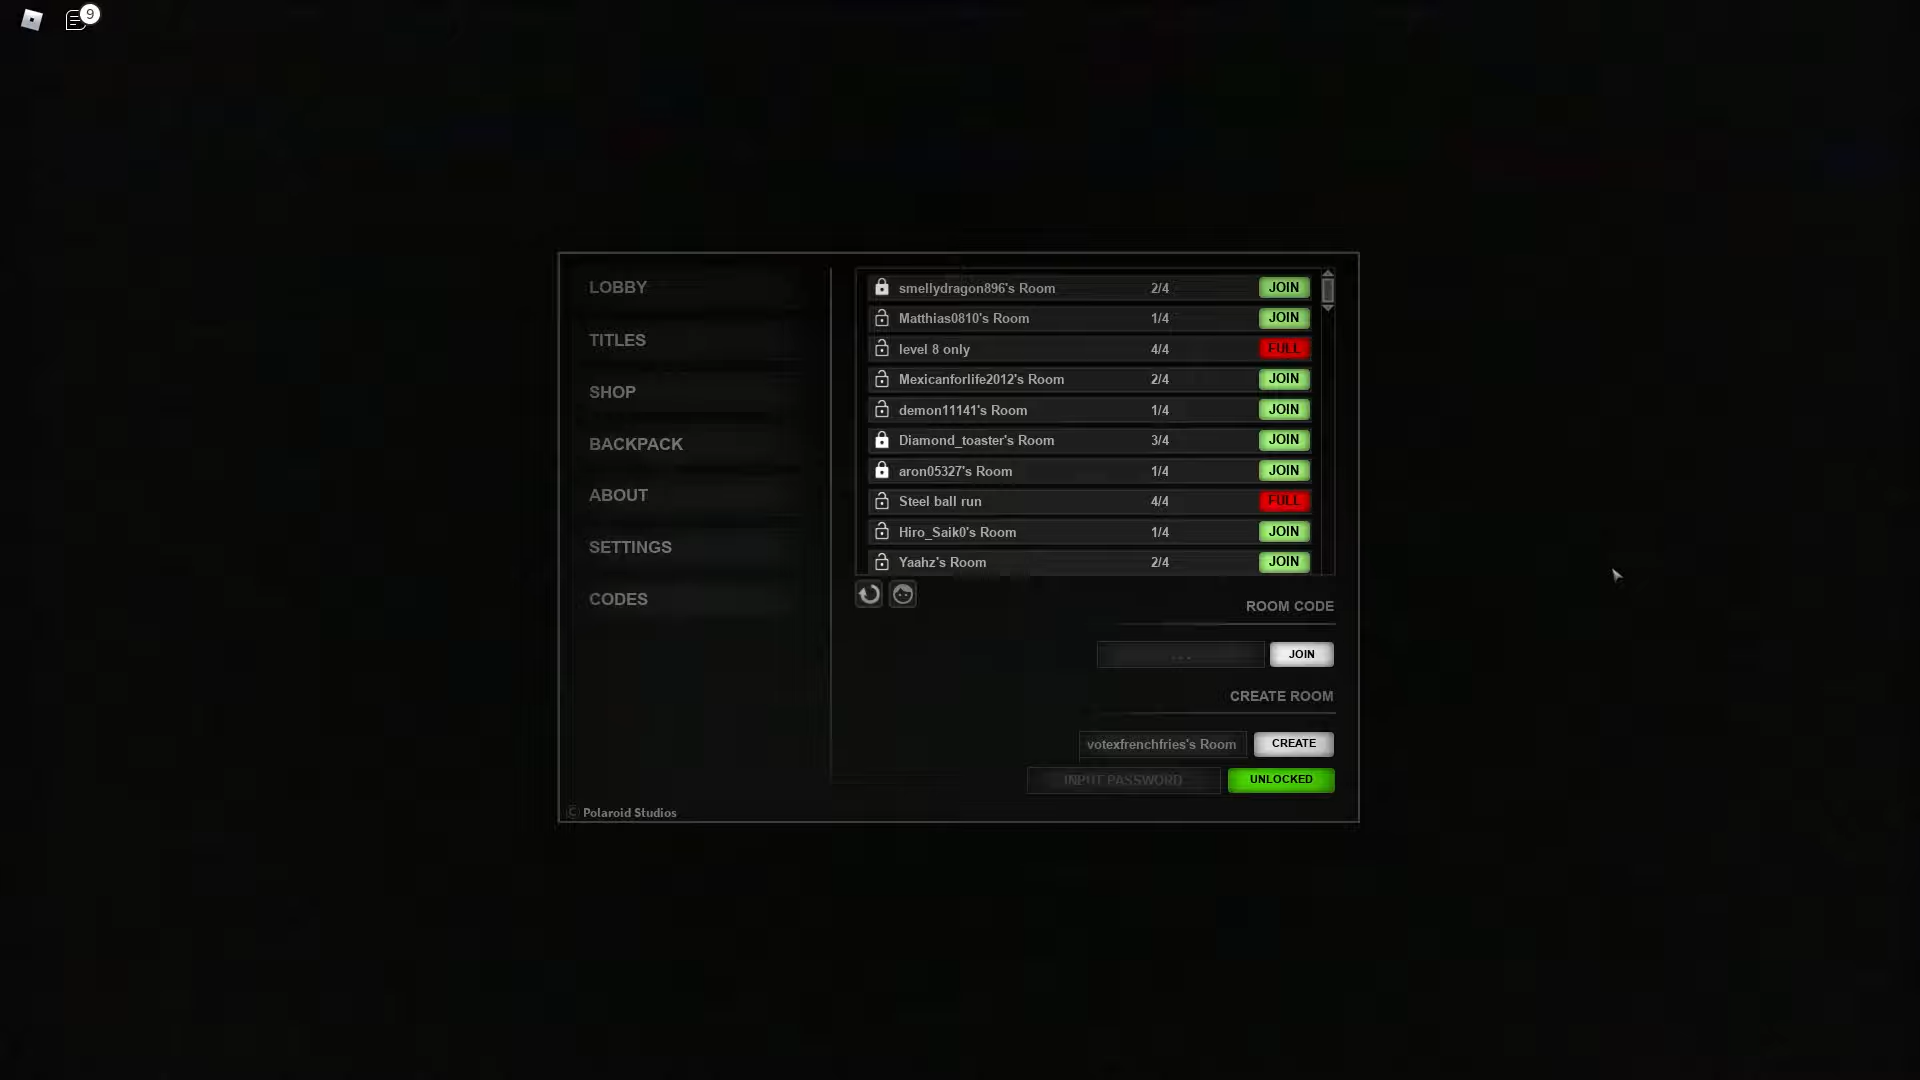 9
LOBBY
TITLES
SHOP
BACKPACK
ABOUT
SETTINGS
CODES
smellydragon896's Room 2/4 JOIN
Matthias0810's Room 1/4 JOIN
level 8 only 4/4 FULL
Mexicanforlife2012's Room 2/4 JOIN
demon11141's Room 1/4 JOIN
Diamond_toaster's Room 3/4 JOIN
aron05327's Room 1/4 JOIN
Steel ball run 4/4 FULL
Hiro_Saik0's Room 1/4 JOIN
Yaahz's Room 2/4 JOIN
ROOM CODE
... JOIN
CREATE ROOM
votexfrenchfries's Room CREATE
INPUT PASSWORD UNLOCKED
© Polaroid Studios